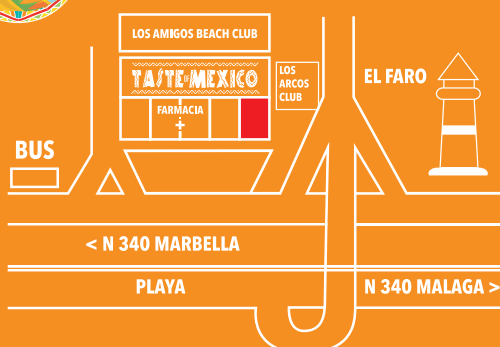 LOS AMIGOS BEACH CLUB
TASTE OF MEXICO
LOS
ARCOS
CLUB
EL FARO
FARMACIA
BUS
< N 340 MARBELLA
PLAYA
N 340 MALAGA >